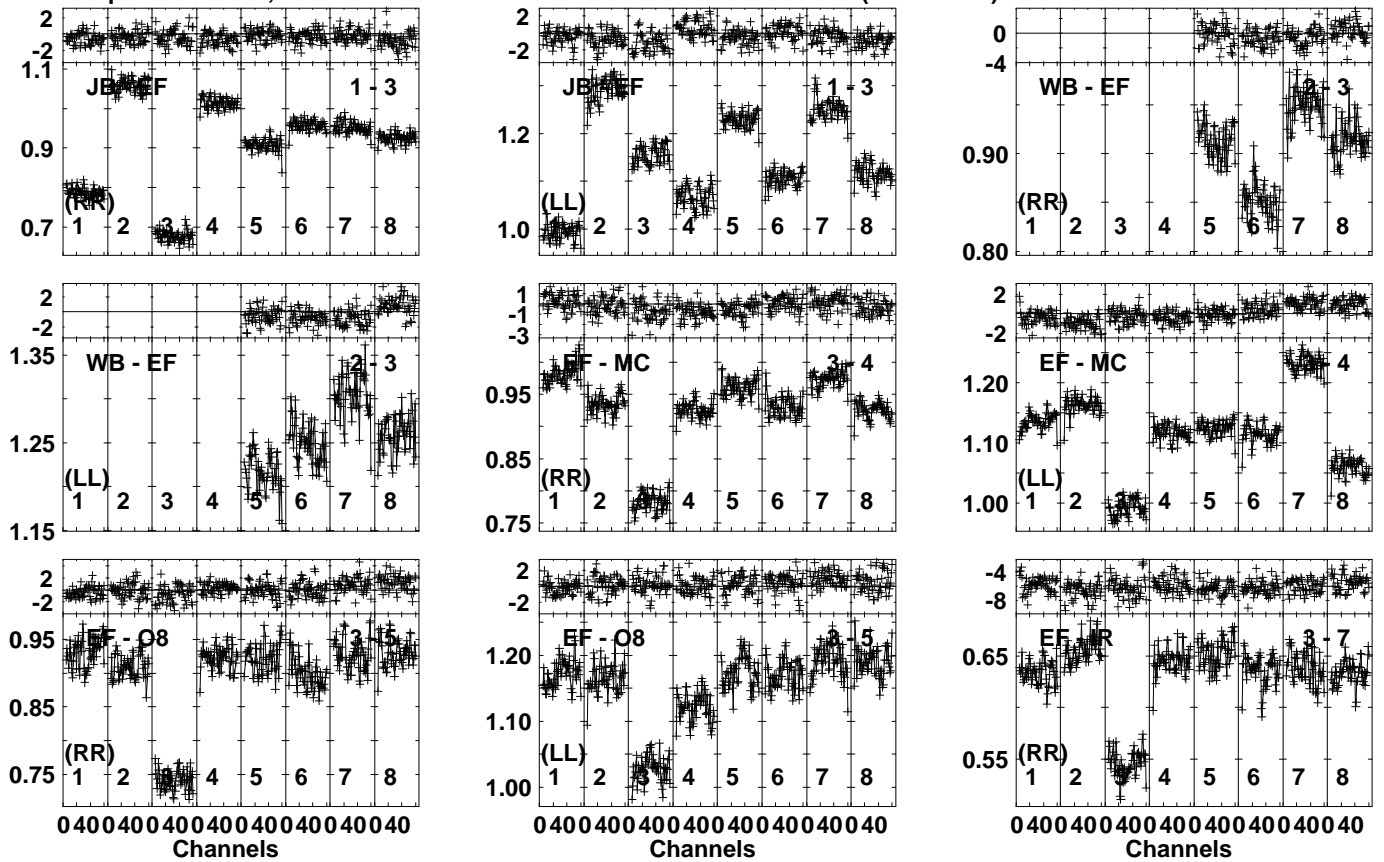 2 2 0
-2 -2 -4
1.1 JB - EF 1 - 3 JB - EF 1 - 3 WB - EF 2 - 3
0.9 1.2 0.90
(RR) (LL) (RR)
0.7 1 2 3 4 5 6 7 8 1.0 1 2 3 4 5 6 7 8 1 2 3 4 5 6 7 8
0.80
2 1 2
-2 -1 -2
-3
1.35 WB - EF 2 - 3 EF - MC 3 - 4 EF - MC 3 - 4
0.95 1.20
1.25 0.85 1.10
(LL) (RR) (LL)
1 2 3 4 5 6 7 8 1 2 3 4 5 6 7 8 1.00 1 2 3 4 5 6 7 8
1.15 0.75
2 2 -4
-2 -2 -8
0.95 EF - O8 3 - 5 EF - O8 3 - 5 EF - IR 3 - 7
1.20 0.65
0.85 1.10
(RR) (LL) (RR) 0.55
0.75 1 2 3 4 5 6 7 8 1.00 1 2 3 4 5 6 7 8 1 2 3 4 5 6 7 8
0 40 0 40 0 40 0 40 0 40 0 40 0 40 0 40 0 40 0 40 0 40 0 40 0 40 0 40 0 40 0 40 0 40 0 40 0 40 0 40 0 40 0 40 0 40 0 40
Channels Channels Channels